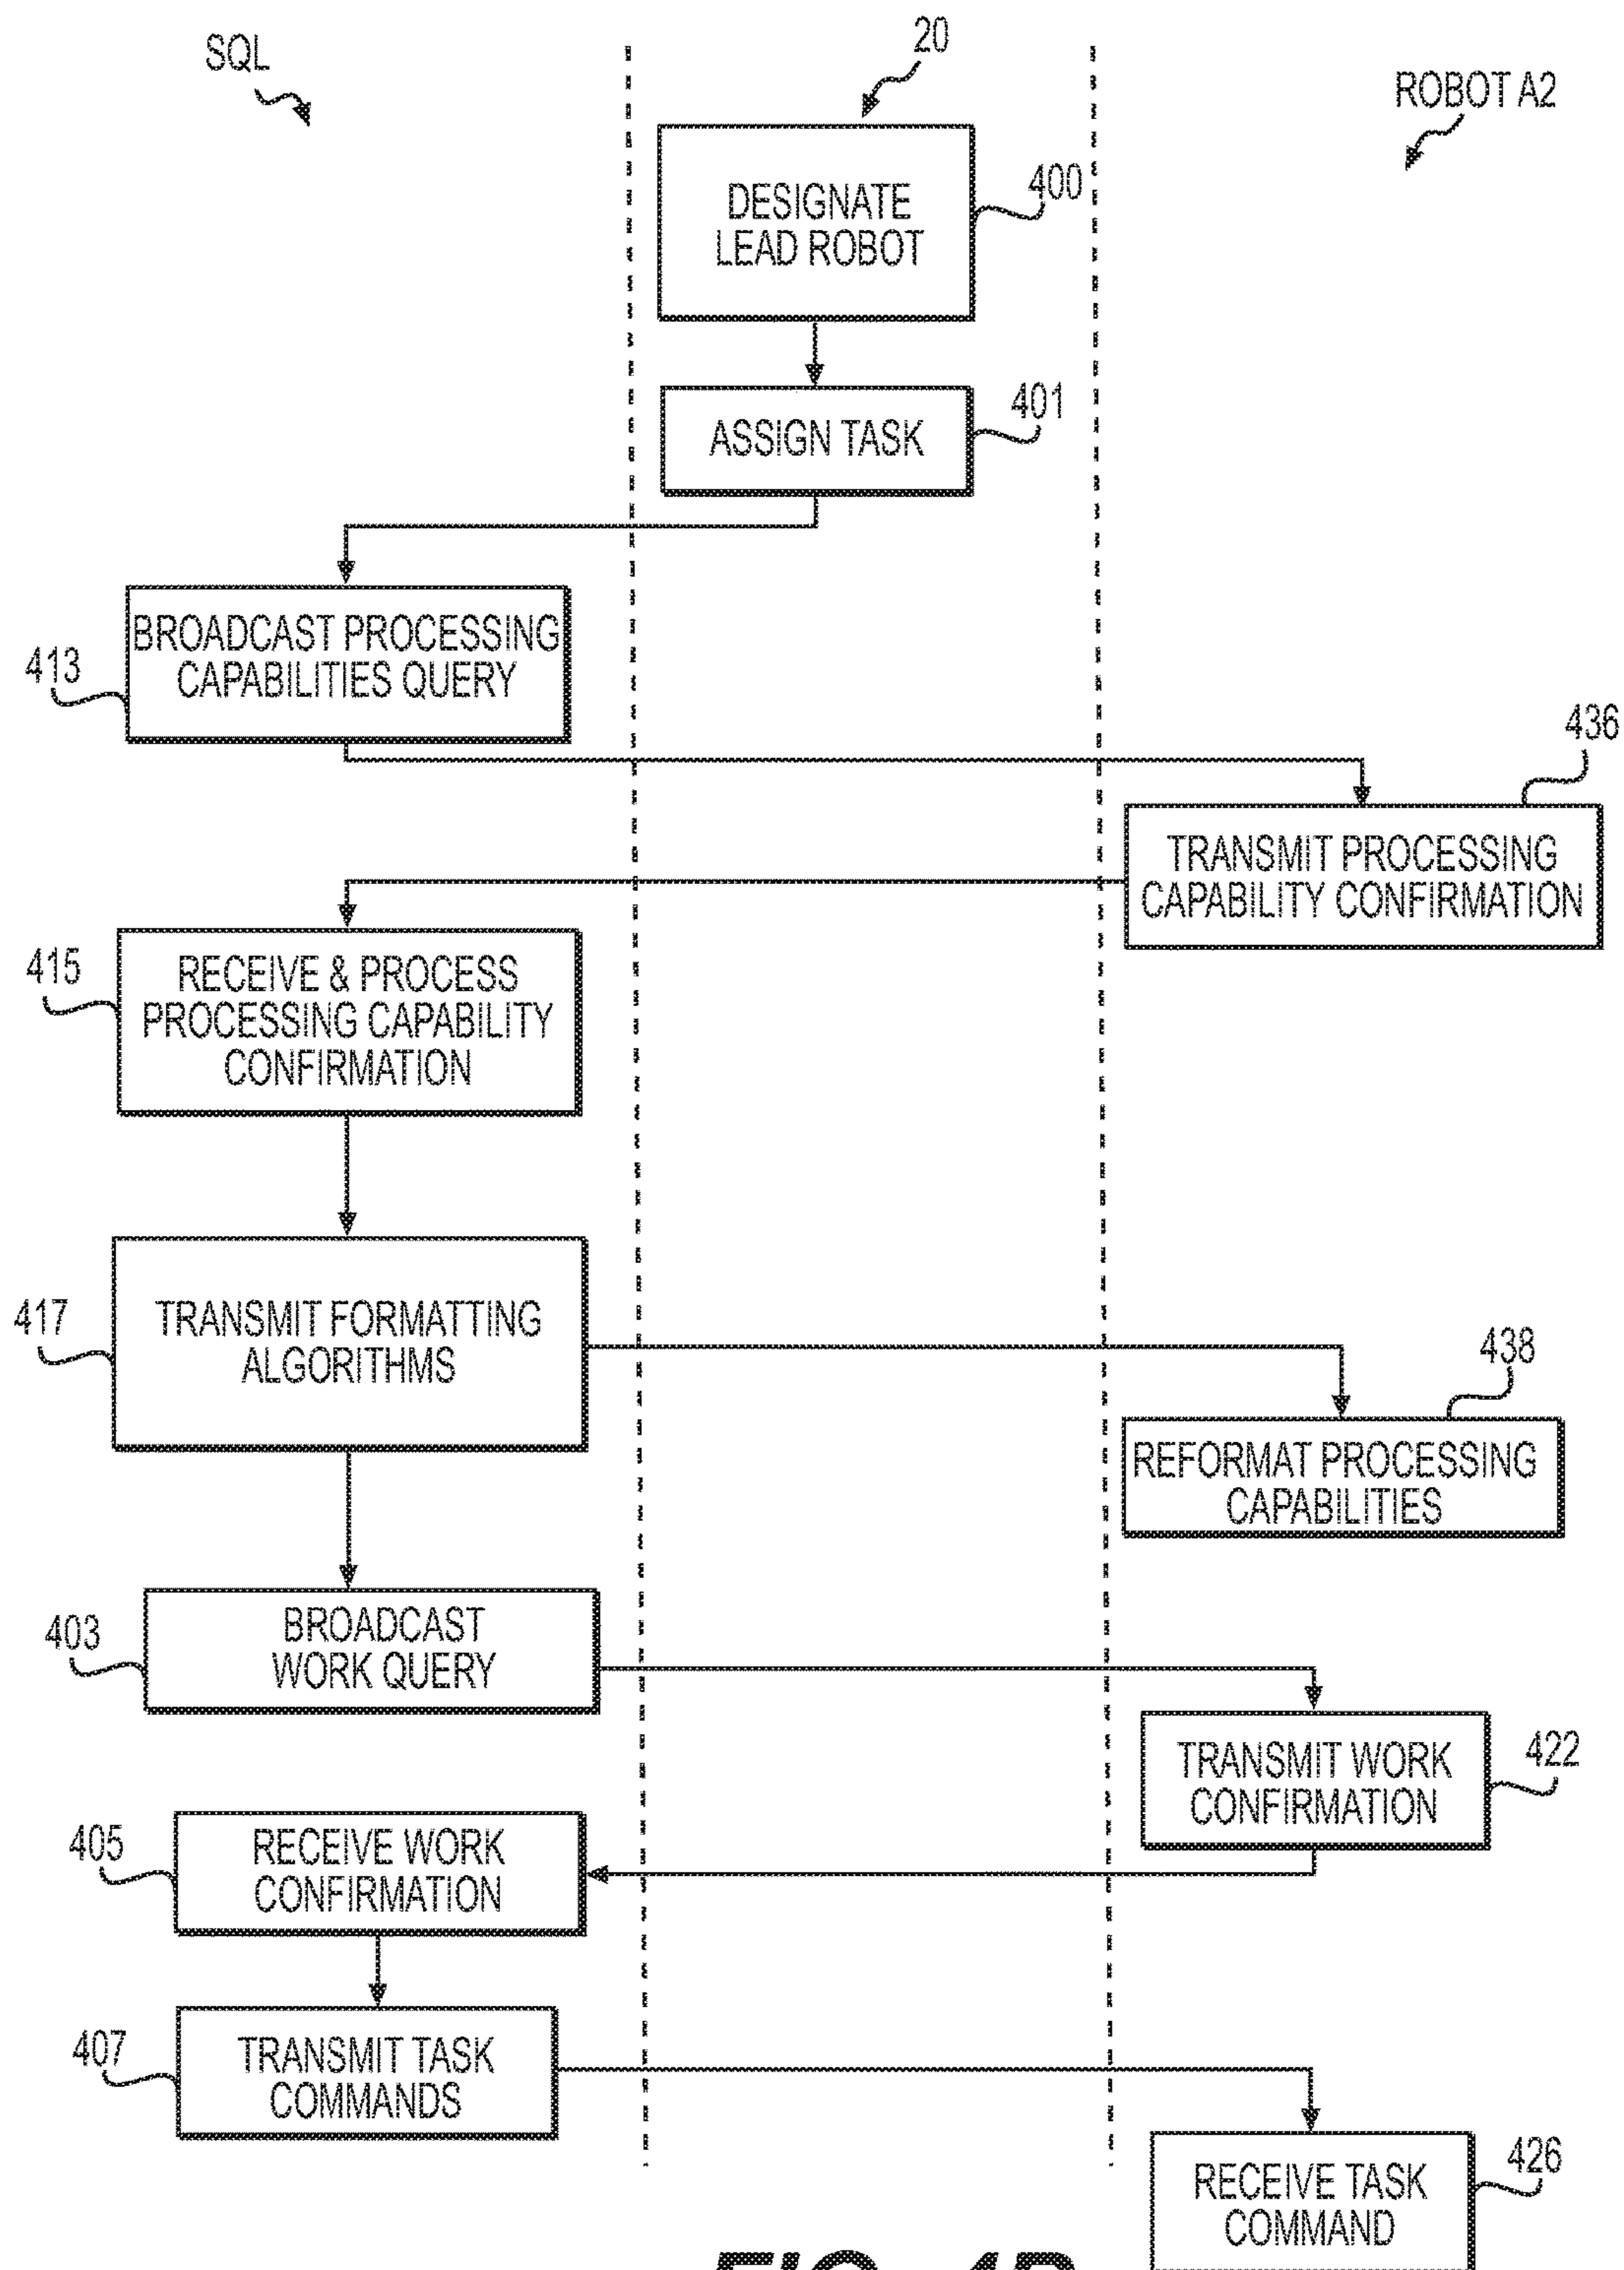 SQL
20
ROBOT A2
DESIGNATE
LEAD ROBOT
400
ASSIGN TASK
401
BROADCAST PROCESSING
CAPABILITIES QUERY
413
436
TRANSMIT PROCESSING
CAPABILITY CONFIRMATION
415
RECEIVE & PROCESS
PROCESSING CAPABILITY
CONFIRMATION
417
TRANSMIT FORMATTING
ALGORITHMS
438
REFORMAT PROCESSING
CAPABILITIES
403
BROADCAST
WORK QUERY
TRANSMIT WORK
CONFIRMATION
422
405
RECEIVE WORK
CONFIRMATION
407
TRANSMIT TASK
COMMANDS
RECEIVE TASK
COMMAND
426